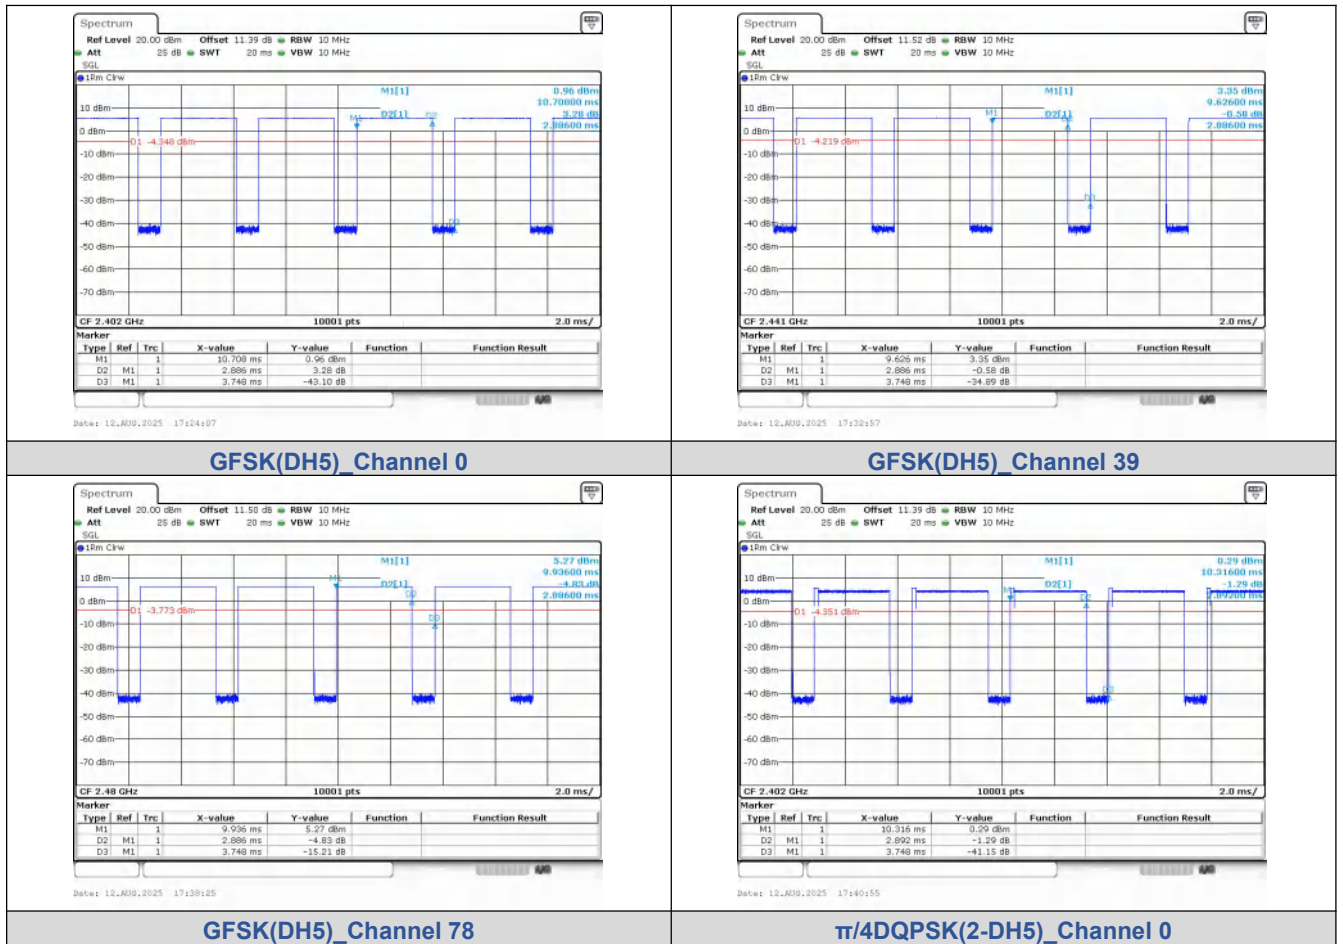 Spectrum
Ref Level 20.00 dBm Offset 11.39 dB RBW 10 MHz
Att 25 dB SWT 20 ms VBW 10 MHz
SGL
1Rm Clrw
M1[1] 0.96 dBm
10.70800 ms
D2[1] 3.28 dB
2.88600 ms
10 dBm
0 dBm
D1 -4.348 dBm
-10 dBm
-20 dBm
-30 dBm
-40 dBm
-50 dBm
-60 dBm
-70 dBm
M1
D2
D3
CF 2.402 GHz 10001 pts 2.0 ms/
Marker
Type Ref Trc X-value Y-value Function Function Result
M1 1 10.708 ms 0.96 dBm
D2 M1 1 2.886 ms 3.28 dB
D3 M1 1 3.748 ms -43.10 dB
Date: 12.AUG.2025 17:24:07
GFSK(DH5)_Channel 0
Spectrum
Ref Level 20.00 dBm Offset 11.52 dB RBW 10 MHz
Att 25 dB SWT 20 ms VBW 10 MHz
SGL
1Rm Clrw
M1[1] 3.35 dBm
9.62600 ms
D2[1] -0.58 dB
2.88600 ms
10 dBm
0 dBm
D1 -4.219 dBm
-10 dBm
-20 dBm
-30 dBm
-40 dBm
-50 dBm
-60 dBm
-70 dBm
M1
D3
CF 2.441 GHz 10001 pts 2.0 ms/
Marker
Type Ref Trc X-value Y-value Function Function Result
M1 1 9.626 ms 3.35 dBm
D2 M1 1 2.886 ms -0.58 dB
D3 M1 1 3.748 ms -34.89 dB
Date: 12.AUG.2025 17:32:57
GFSK(DH5)_Channel 39
Spectrum
Ref Level 20.00 dBm Offset 11.50 dB RBW 10 MHz
Att 25 dB SWT 20 ms VBW 10 MHz
SGL
1Rm Clrw
M1[1] 5.27 dBm
9.93600 ms
D2[1] -4.83 dB
2.88600 ms
10 dBm
0 dBm
D1 -3.773 dBm
-10 dBm
-20 dBm
-30 dBm
-40 dBm
-50 dBm
-60 dBm
-70 dBm
M1
D2
D3
CF 2.48 GHz 10001 pts 2.0 ms/
Marker
Type Ref Trc X-value Y-value Function Function Result
M1 1 9.936 ms 5.27 dBm
D2 M1 1 2.886 ms -4.83 dB
D3 M1 1 3.748 ms -15.21 dB
Date: 12.AUG.2025 17:38:25
GFSK(DH5)_Channel 78
Spectrum
Ref Level 20.00 dBm Offset 11.39 dB RBW 10 MHz
Att 25 dB SWT 20 ms VBW 10 MHz
SGL
1Rm Clrw
M1[1] 0.29 dBm
10.31600 ms
D2[1] -1.29 dB
2.89200 ms
10 dBm
0 dBm
D1 -4.351 dBm
-10 dBm
-20 dBm
-30 dBm
-40 dBm
-50 dBm
-60 dBm
-70 dBm
M1
D2
D3
CF 2.402 GHz 10001 pts 2.0 ms/
Marker
Type Ref Trc X-value Y-value Function Function Result
M1 1 10.316 ms 0.29 dBm
D2 M1 1 2.892 ms -1.29 dB
D3 M1 1 3.748 ms -41.15 dB
Date: 12.AUG.2025 17:40:55
π/4DQPSK(2-DH5)_Channel 0